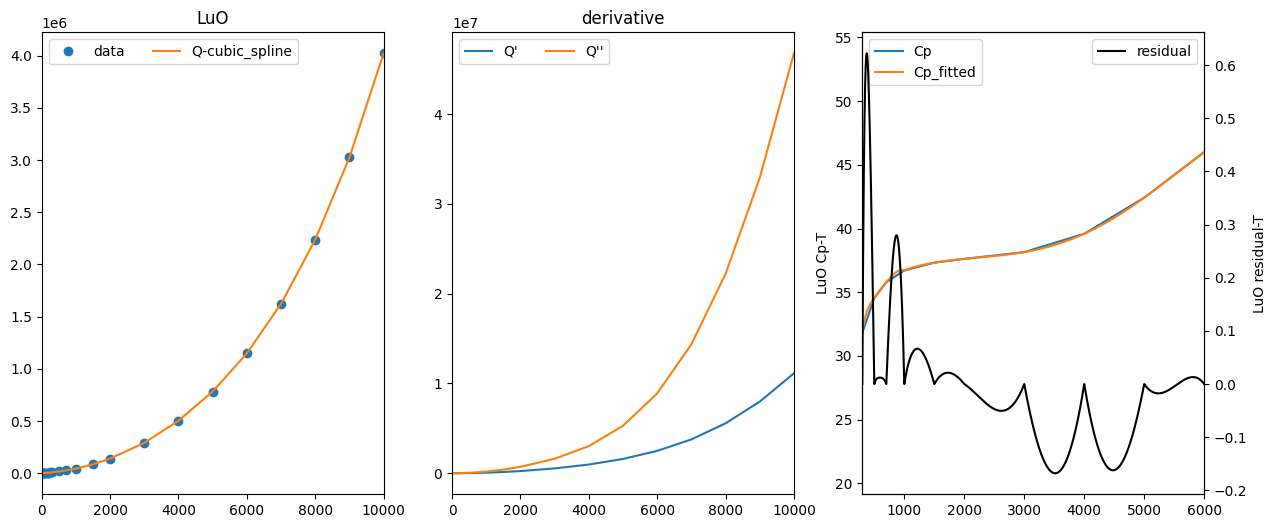 LuO
1e6
data
Q-cubic_spline
4.0
3.5
3.0
2.5
2.0
1.5
1.0
0.5
0.0
0 2000 4000 6000 8000 10000
derivative
1e7
Q'
Q''
4
3
2
1
0
0 2000 4000 6000 8000 10000
Cp
Cp_fitted
residual
LuO Cp-T
55
50
45
40
35
30
25
20
1000 2000 3000 4000 5000 6000
0.6
0.5
0.4
0.3
0.2
0.1
0.0
−0.1
−0.2
LuO residual-T